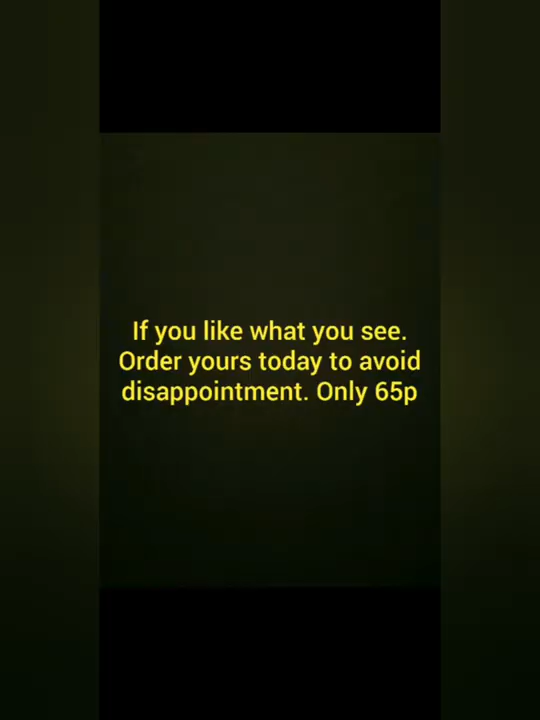 If you like what you see.
Order yours today to avoid
disappointment. Only 65p